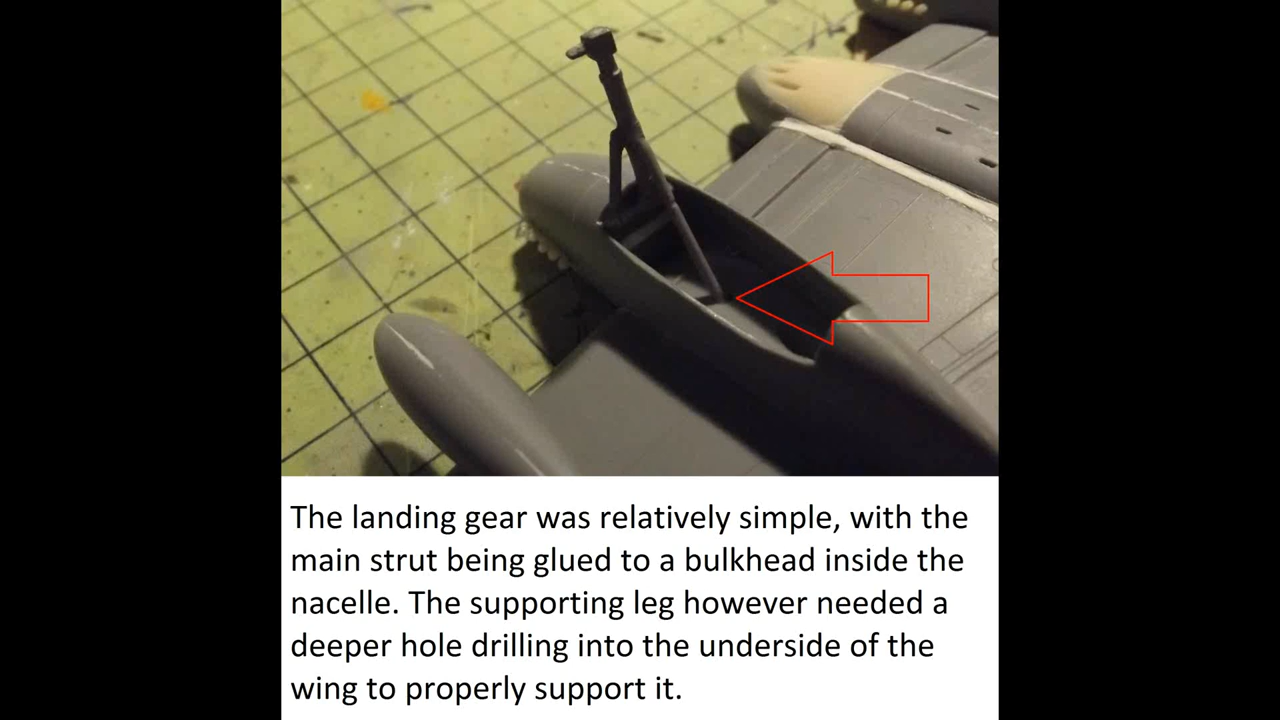 The landing gear was relatively simple, with the
main strut being glued to a bulkhead inside the
nacelle. The supporting leg however needed a
deeper hole drilling into the underside of the
wing to properly support it.